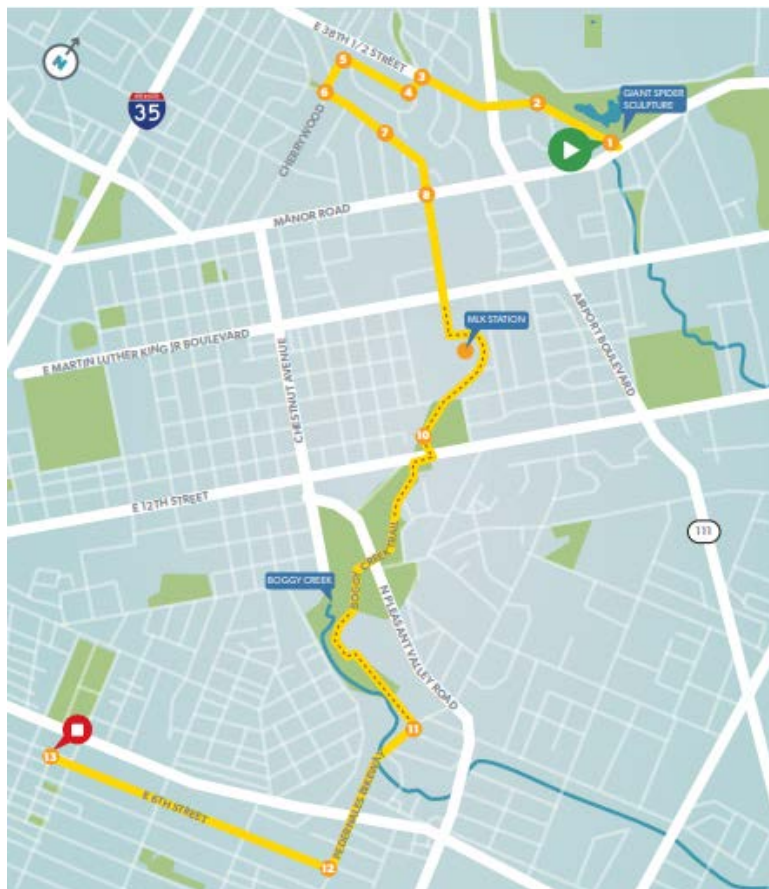 E 38TH 1/2 STREET
N
5
3
6
4
2
GIANT SPIDER
SCULPTURE
35
1
7
CHERRYWOOD
8
MANOR ROAD
MLK STATION
E MARTIN LUTHER KING JR BOULEVARD
AIRPORT BOULEVARD
CHESTNUT AVENUE
10
E 12TH STREET
111
BOGGY CREEK TRAIL
BOGGY CREEK
N PLEASANT VALLEY ROAD
11
13
PEDERNALES BIKEWAY
E 6TH STREET
12